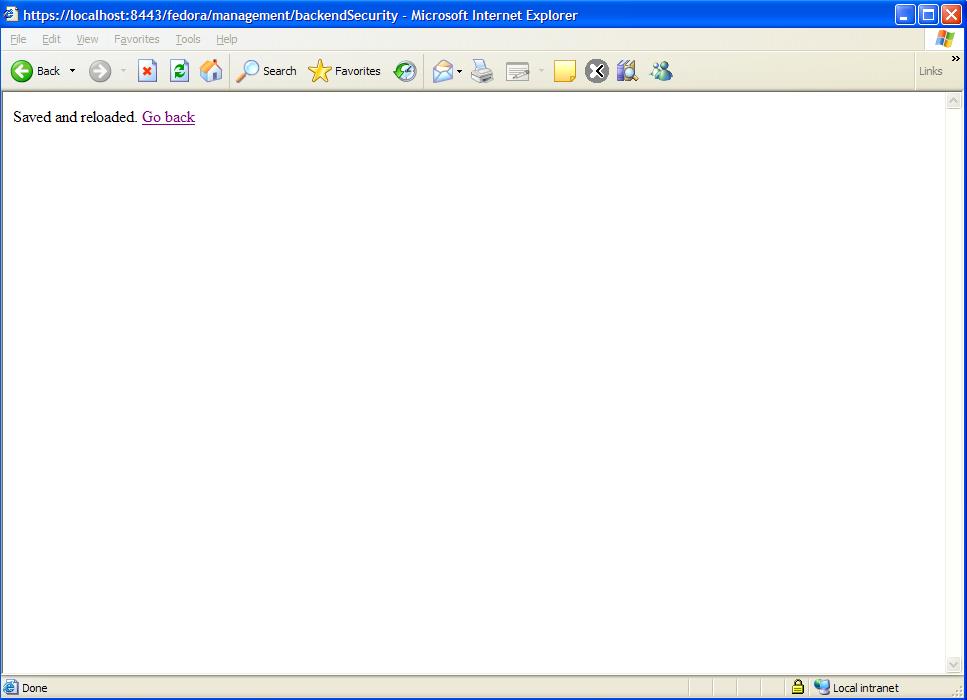 https://localhost:8443/fedora/management/backendSecurity - Microsoft Internet Explorer
File Edit View Favorites Tools Help
Back Search Favorites Links »
Saved and reloaded. Go back
Done Local intranet